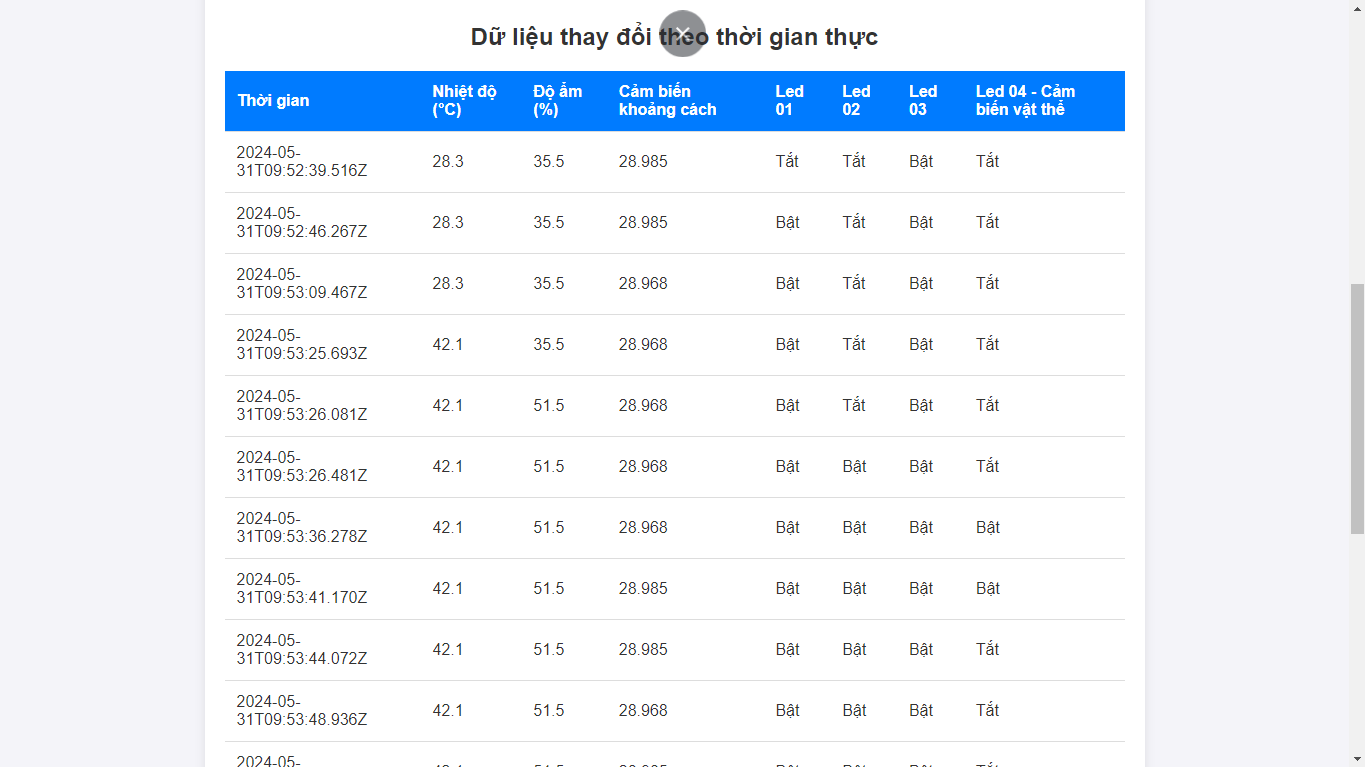 Dữ liệu thay đổi theo thời gian thực
Thời gian Nhiệt độ (°C) Độ ẩm (%) Cảm biến khoảng cách Led 01 Led 02 Led 03 Led 04 - Cảm biến vật thể
2024-05-31T09:52:39.516Z 28.3 35.5 28.985 Tắt Tắt Bật Tắt
2024-05-31T09:52:46.267Z 28.3 35.5 28.985 Bật Tắt Bật Tắt
2024-05-31T09:53:09.467Z 28.3 35.5 28.968 Bật Tắt Bật Tắt
2024-05-31T09:53:25.693Z 42.1 35.5 28.968 Bật Tắt Bật Tắt
2024-05-31T09:53:26.081Z 42.1 51.5 28.968 Bật Tắt Bật Tắt
2024-05-31T09:53:26.481Z 42.1 51.5 28.968 Bật Bật Bật Tắt
2024-05-31T09:53:36.278Z 42.1 51.5 28.968 Bật Bật Bật Bật
2024-05-31T09:53:41.170Z 42.1 51.5 28.985 Bật Bật Bật Bật
2024-05-31T09:53:44.072Z 42.1 51.5 28.985 Bật Bật Bật Tắt
2024-05-31T09:53:48.936Z 42.1 51.5 28.968 Bật Bật Bật Tắt
2024-05-